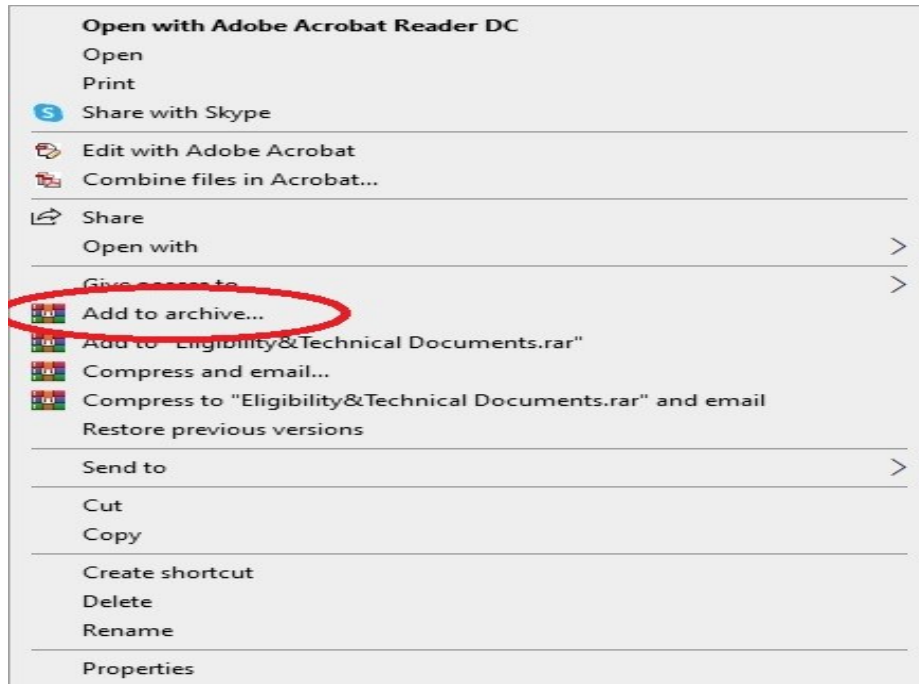 Open with Adobe Acrobat Reader DC
Open
Print
Share with Skype
Edit with Adobe Acrobat
Combine files in Acrobat...
Share
Open with
Give access to
Add to archive...
Add to "Eligibility&Technical Documents.rar"
Compress and email...
Compress to "Eligibility&Technical Documents.rar" and email
Restore previous versions
Send to
Cut
Copy
Create shortcut
Delete
Rename
Properties